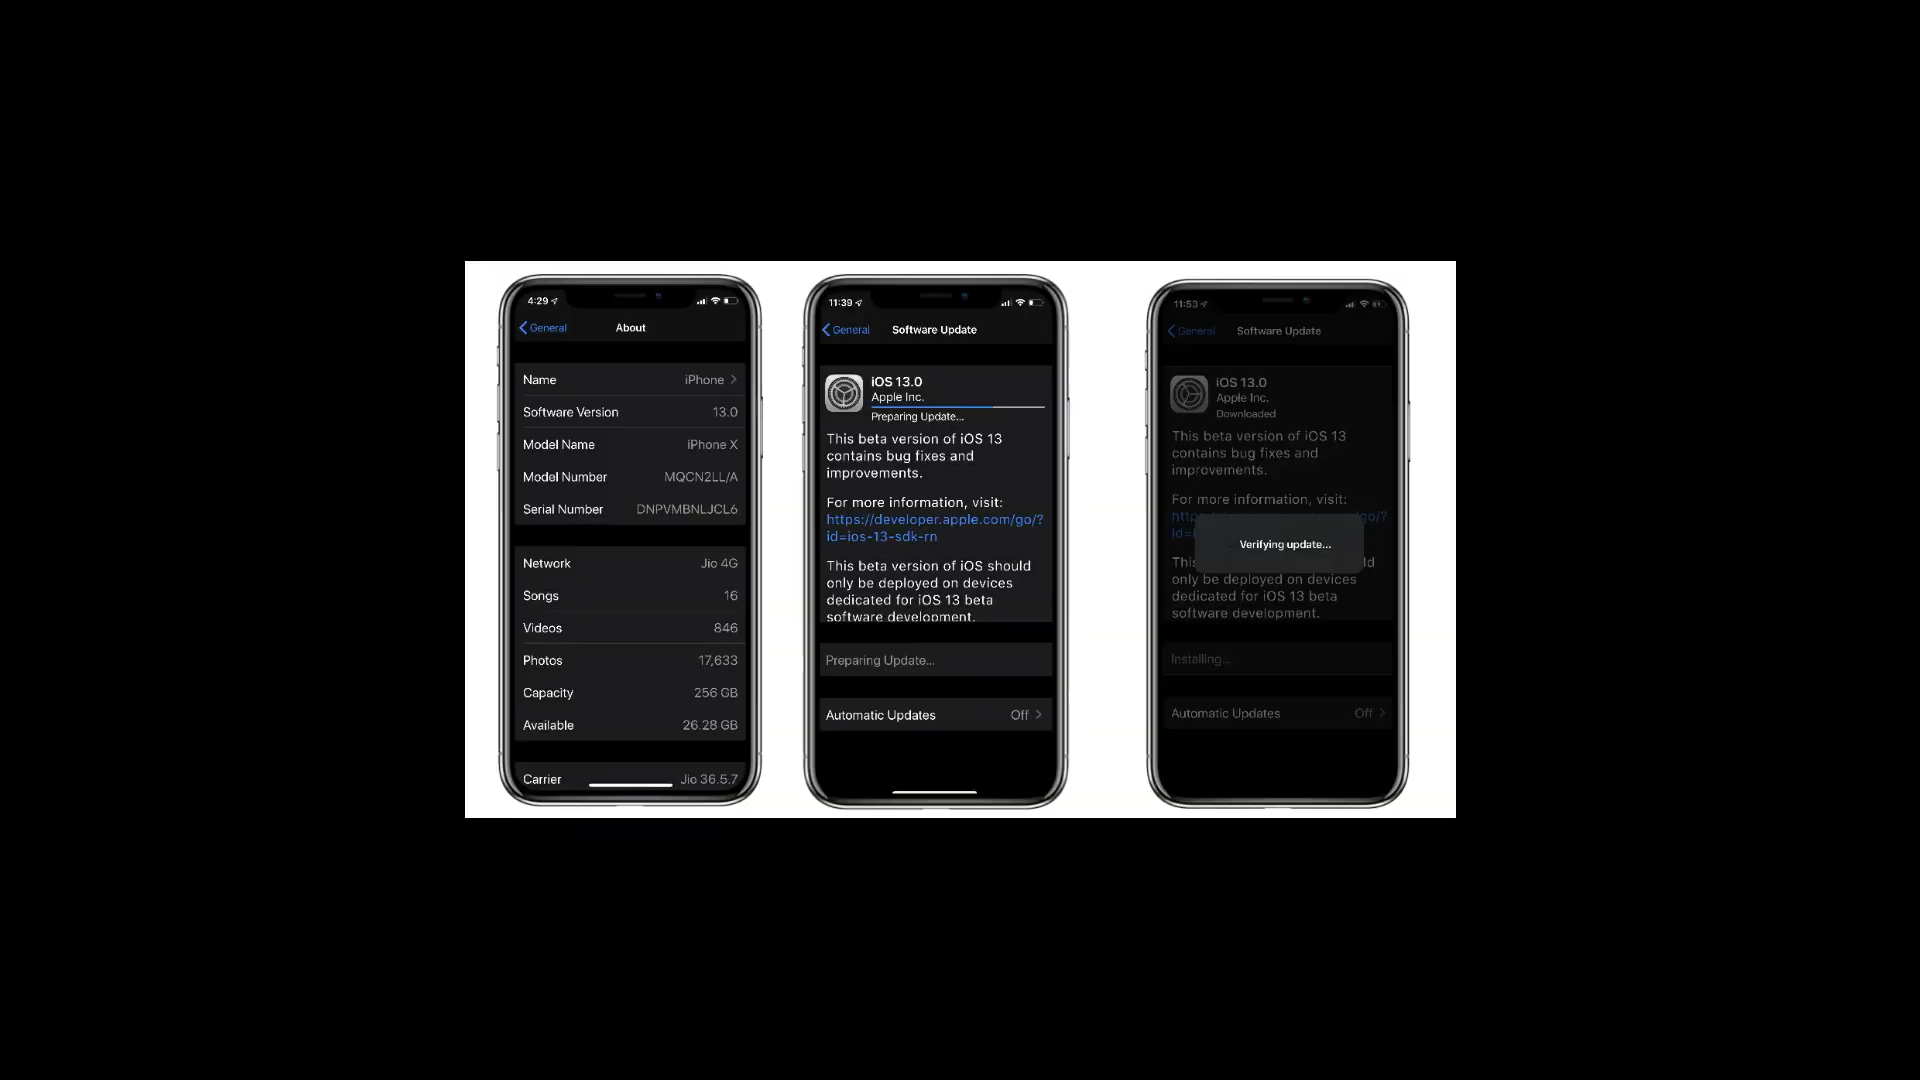 4:29
General
About
Name iPhone
Software Version 13.0
Model Name iPhone X
Model Number MQCN2LL/A
Serial Number DNPVMBNLJCL6
Network Jio 4G
Songs 16
Videos 846
Photos 17,633
Capacity 256 GB
Available 26.28 GB
Carrier Jio 36.5.7
11:39
General
Software Update
iOS 13.0
Apple Inc.
Preparing Update...
This beta version of iOS 13
contains bug fixes and
improvements.
For more information, visit:
https://developer.apple.com/go/?
id=ios-13-sdk-rn
This beta version of iOS should
only be deployed on devices
dedicated for iOS 13 beta
software development.
Preparing Update...
Automatic Updates Off
11:53
General
Software Update
iOS 13.0
Apple Inc.
Downloaded
This beta version of iOS 13
contains bug fixes and
improvements.
For more information, visit:
http go/?
id=i
Verifying update...
This ld
only be deployed on devices
dedicated for iOS 13 beta
software development.
Installing...
Automatic Updates Off